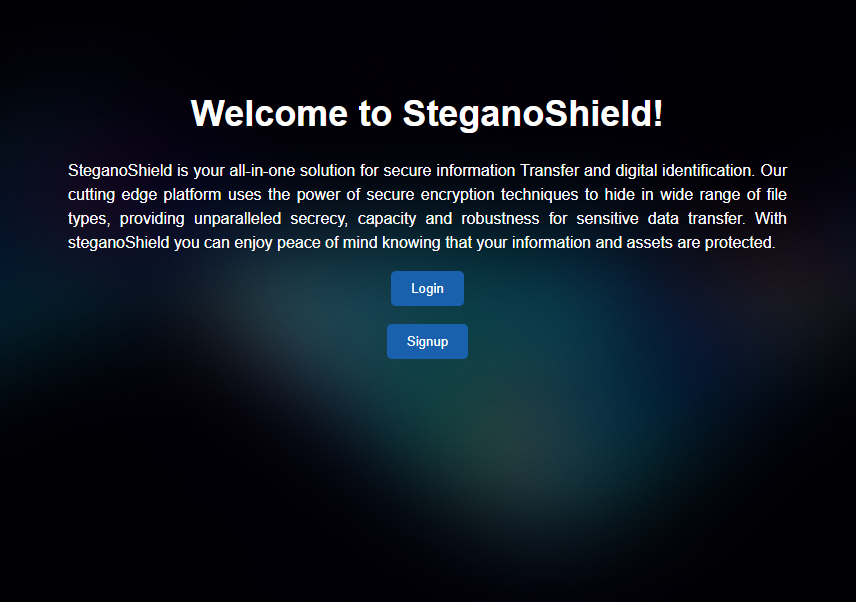 Welcome to SteganoShield!
SteganoShield is your all-in-one solution for secure information Transfer and digital identification. Our
cutting edge platform uses the power of secure encryption techniques to hide in wide range of file
types, providing unparalleled secrecy, capacity and robustness for sensitive data transfer. With
steganoShield you can enjoy peace of mind knowing that your information and assets are protected.
Login
Signup